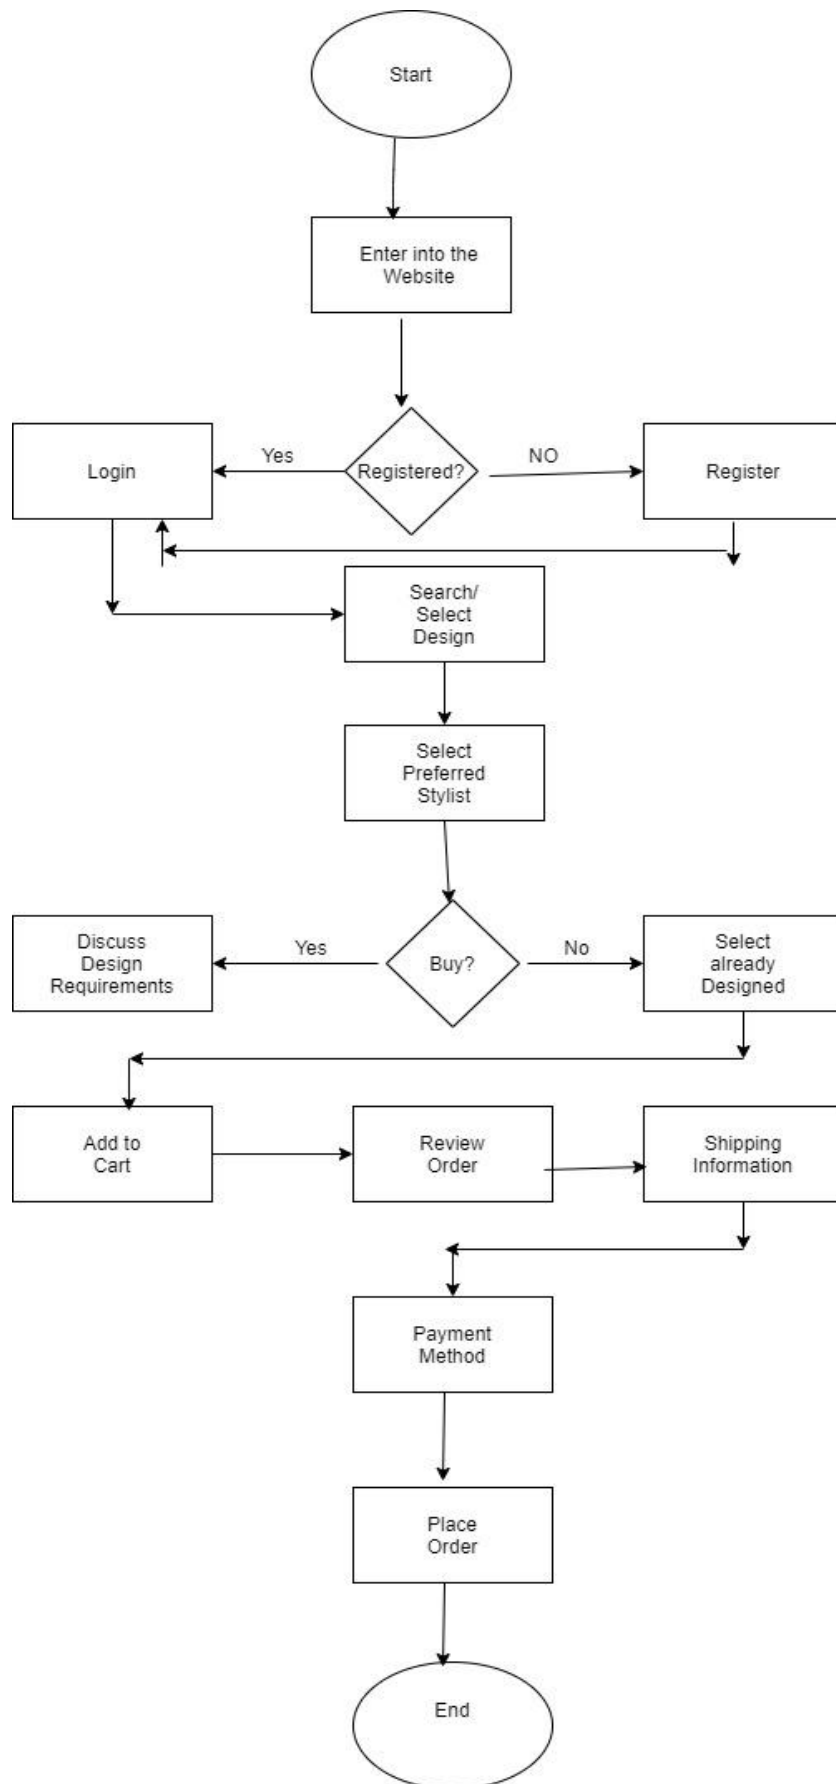 Start
Enter into the
Website
Yes
NO
Login
Registered?
Register
Search/
Select
Design
Select
Preferred
Stylist
Discuss
Design
Requirements
Yes
Buy?
No
Select
already
Designed
Add to
Cart
Review
Order
Shipping
Information
Payment
Method
Place
Order
End